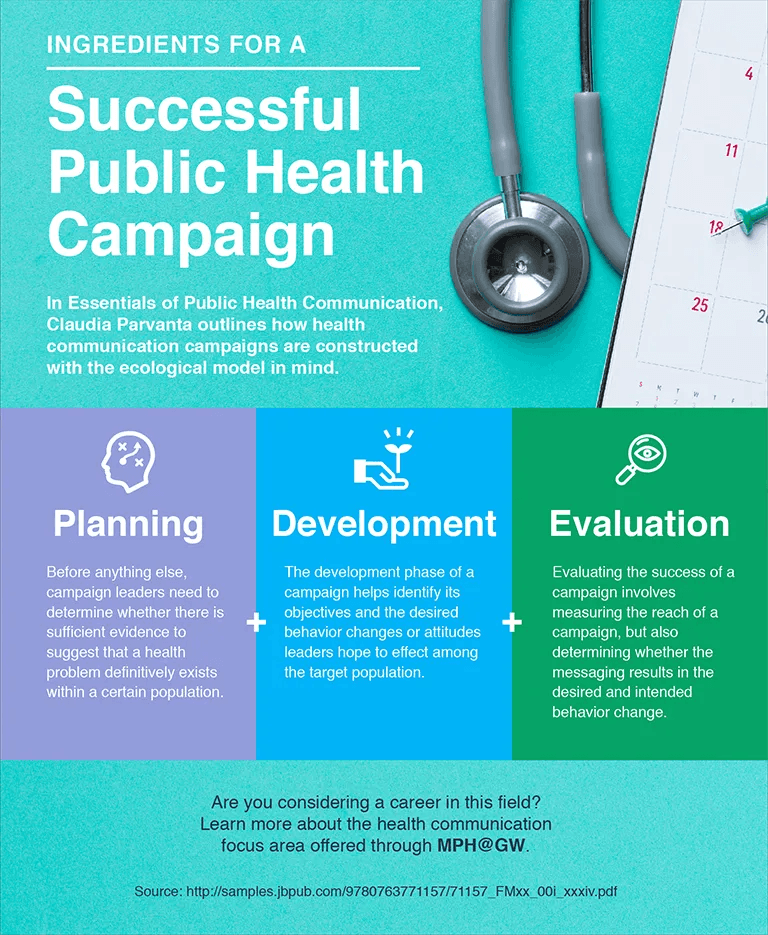 INGREDIENTS FOR A
Successful
Public Health
Campaign
In Essentials of Public Health Communication,
Claudia Parvanta outlines how health
communication campaigns are constructed
with the ecological model in mind.
4
11
18
25
Planning
Before anything else,
campaign leaders need to
determine whether there is
sufficient evidence to
suggest that a health
problem definitively exists
within a certain population.
+
Development
The development phase of a
campaign helps identify its
objectives and the desired
behavior changes or attitudes
leaders hope to effect among
the target population.
+
Evaluation
Evaluating the success of a
campaign involves
measuring the reach of a
campaign, but also
determining whether the
messaging results in the
desired and intended
behavior change.
Are you considering a career in this field?
Learn more about the health communication
focus area offered through MPH@GW.
Source: http://samples.jbpub.com/9780763771157/71157_FMxx_00i_xxxiv.pdf